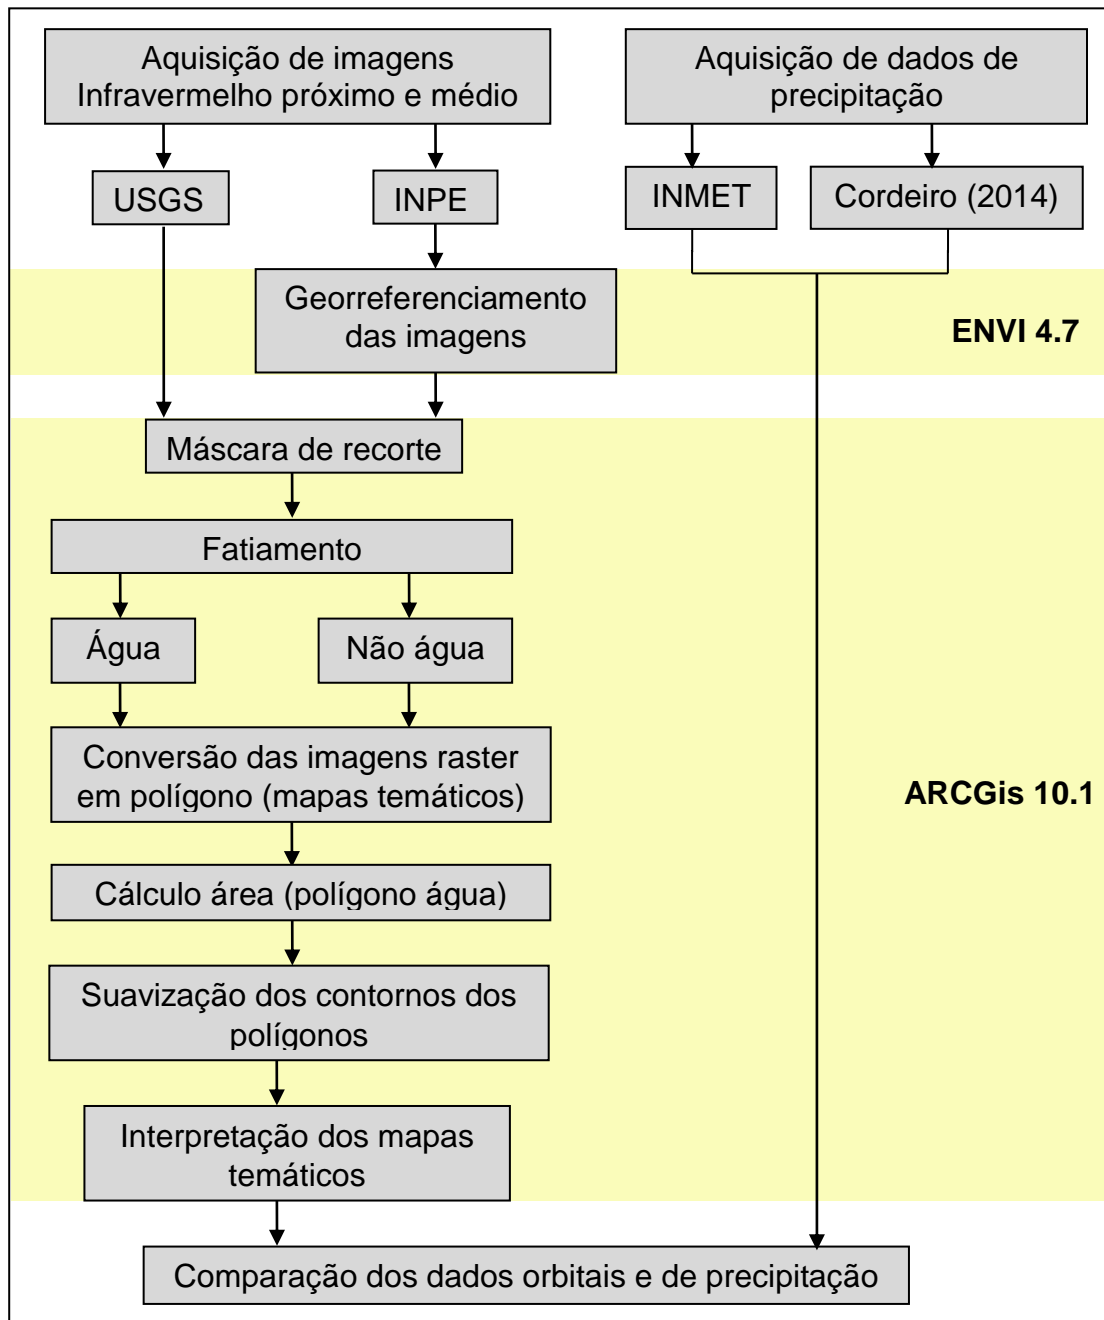 Aquisição de imagens
Infravermelho próximo e médio
Aquisição de dados de
precipitação
USGS
INPE
INMET
Cordeiro (2014)
Georreferenciamento
das imagens
ENVI 4.7
Máscara de recorte
Fatiamento
Água
Não água
Conversão das imagens raster
em polígono (mapas temáticos)
ARCGis 10.1
Cálculo área (polígono água)
Suavização dos contornos dos
polígonos
Interpretação dos mapas
temáticos
Comparação dos dados orbitais e de precipitação